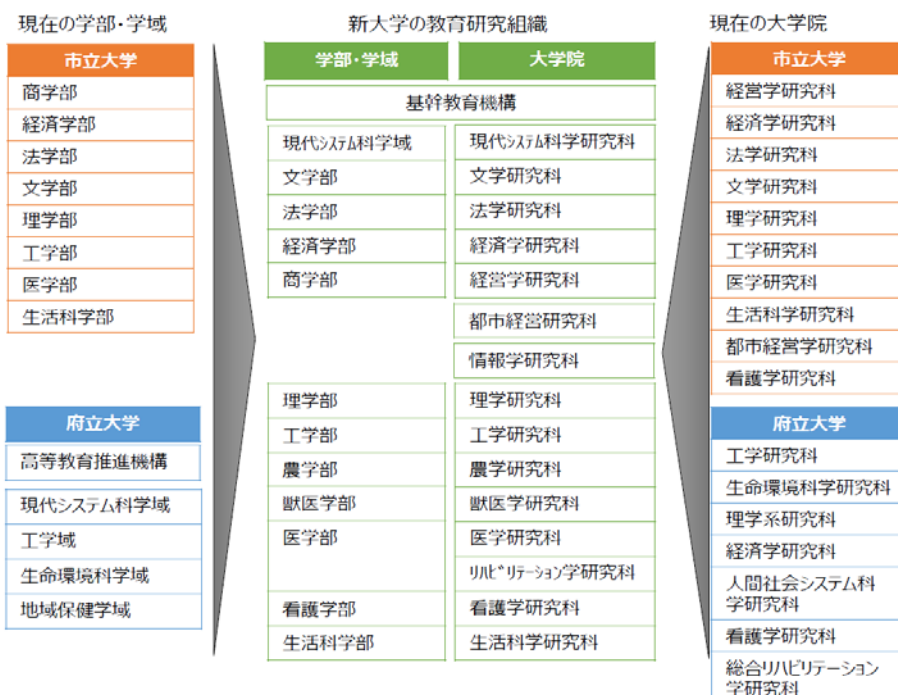 現在の学部・学域
市立大学
商学部
経済学部
法学部
文学部
理学部
工学部
医学部
生活科学部
府立大学
高等教育推進機構
現代システム科学域
工学域
生命環境科学域
地域保健学域
新大学の教育研究組織
学部・学域 大学院
基幹教育機構
現代ｼｽﾃﾑ科学域 現代ｼｽﾃﾑ科学研究科
文学部 文学研究科
法学部 法学研究科
経済学部 経済学研究科
商学部 経営学研究科
都市経営研究科
情報学研究科
理学部 理学研究科
工学部 工学研究科
農学部 農学研究科
獣医学部 獣医学研究科
医学部 医学研究科
ﾘﾊﾋﾞﾘﾃｰｼｮﾝ学研究科
看護学部 看護学研究科
生活科学部 生活科学研究科
現在の大学院
市立大学
経営学研究科
経済学研究科
法学研究科
文学研究科
理学研究科
工学研究科
医学研究科
生活科学研究科
都市経営学研究科
看護学研究科
府立大学
工学研究科
生命環境科学研究科
理学系研究科
経済学研究科
人間社会システム科
学研究科
看護学研究科
総合リハビリテーション
学研究科